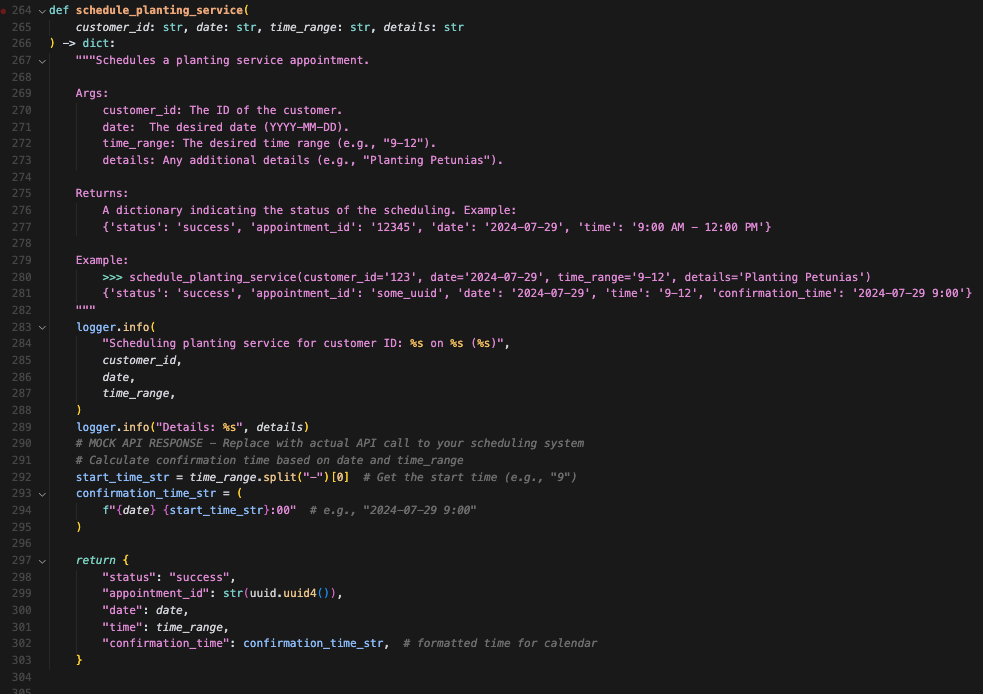 264 def schedule_planting_service(
265     customer_id: str, date: str, time_range: str, details: str
266 ) -> dict:
267     """Schedules a planting service appointment.
268
269     Args:
270         customer_id: The ID of the customer.
271         date:  The desired date (YYYY-MM-DD).
272         time_range: The desired time range (e.g., "9-12").
273         details: Any additional details (e.g., "Planting Petunias").
274
275     Returns:
276         A dictionary indicating the status of the scheduling. Example:
277         {'status': 'success', 'appointment_id': '12345', 'date': '2024-07-29', 'time': '9:00 AM - 12:00 PM'}
278
279     Example:
280         >>> schedule_planting_service(customer_id='123', date='2024-07-29', time_range='9-12', details='Planting Petunias')
281         {'status': 'success', 'appointment_id': 'some_uuid', 'date': '2024-07-29', 'time': '9-12', 'confirmation_time': '2024-07-29 9:00'}
282     """
283     logger.info(
284         "Scheduling planting service for customer ID: %s on %s (%s)",
285         customer_id,
286         date,
287         time_range,
288     )
289     logger.info("Details: %s", details)
290     # MOCK API RESPONSE - Replace with actual API call to your scheduling system
291     # Calculate confirmation time based on date and time_range
292     start_time_str = time_range.split("-")[0]  # Get the start time (e.g., "9")
293     confirmation_time_str = (
294         f"{date} {start_time_str}:00"  # e.g., "2024-07-29 9:00"
295     )
296
297     return {
298         "status": "success",
299         "appointment_id": str(uuid.uuid4()),
300         "date": date,
301         "time": time_range,
302         "confirmation_time": confirmation_time_str,  # formatted time for calendar
303     }
304
305